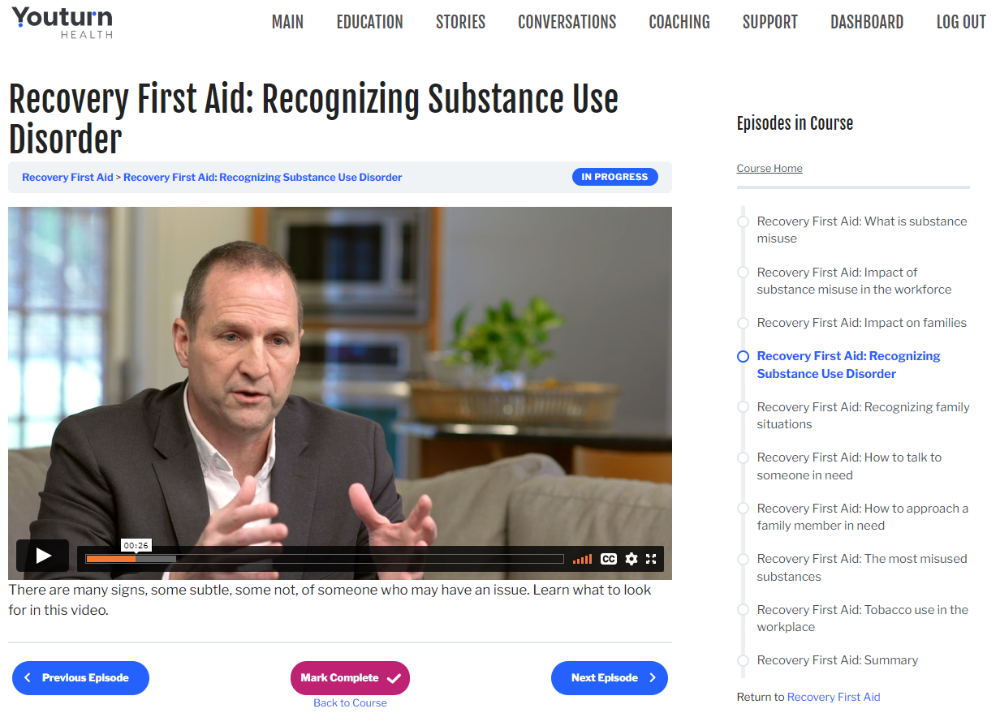 Youturn
HEALTH
MAIN EDUCATION STORIES CONVERSATIONS COACHING SUPPORT DASHBOARD LOG OUT
Recovery First Aid: Recognizing Substance Use
Disorder
Recovery First Aid > Recovery First Aid: Recognizing Substance Use Disorder
IN PROGRESS
00:26
CC
There are many signs, some subtle, some not, of someone who may have an issue. Learn what to look
for in this video.
Previous Episode
Mark Complete
Next Episode
Back to Course
Episodes in Course
Course Home
Recovery First Aid: What is substance
misuse
Recovery First Aid: Impact of
substance misuse in the workforce
Recovery First Aid: Impact on families
Recovery First Aid: Recognizing
Substance Use Disorder
Recovery First Aid: Recognizing family
situations
Recovery First Aid: How to talk to
someone in need
Recovery First Aid: How to approach a
family member in need
Recovery First Aid: The most misused
substances
Recovery First Aid: Tobacco use in the
workplace
Recovery First Aid: Summary
Return to Recovery First Aid